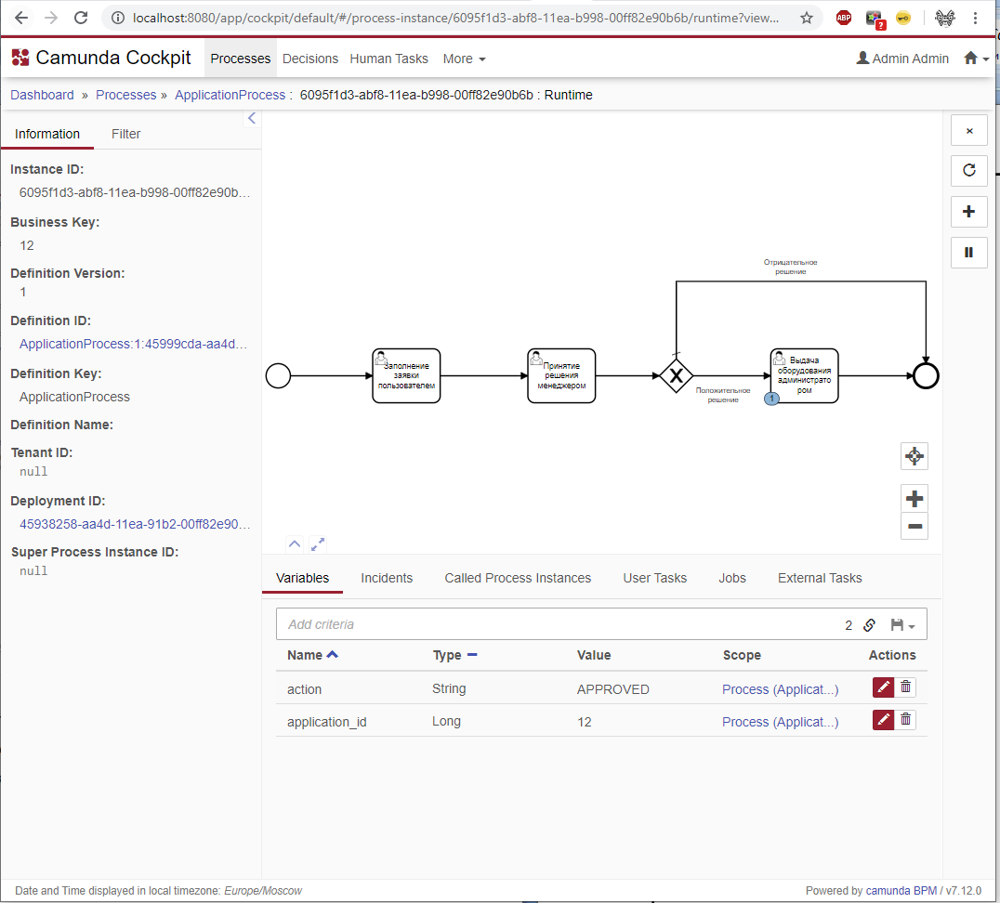 localhost:8080/app/cockpit/default/#/process-instance/6095f1d3-abf8-11ea-b998-00ff82e90b6b/runtime?view...
ABP
?
Camunda Cockpit
Processes
Decisions
Human Tasks
More
Admin Admin
Dashboard » Processes » ApplicationProcess : 6095f1d3-abf8-11ea-b998-00ff82e90b6b : Runtime
Information
Filter
Instance ID:
6095f1d3-abf8-11ea-b998-00ff82e90b...
Business Key:
12
Definition Version:
1
Definition ID:
ApplicationProcess:1:45999cda-aa4d...
Definition Key:
ApplicationProcess
Definition Name:
Tenant ID:
null
Deployment ID:
45938258-aa4d-11ea-91b2-00ff82e90...
Super Process Instance ID:
null
Отрицательное
решение
Заполнение
заявки
пользователем
Принятие
решения
менеджером
X
Положительное
решение
Выдача
оборудования
администрато
ром
1
Variables
Incidents
Called Process Instances
User Tasks
Jobs
External Tasks
Add criteria
2
Name Type Value Scope Actions
action String APPROVED Process (Applicat...)
application_id Long 12 Process (Applicat...)
Date and Time displayed in local timezone: Europe/Moscow
Powered by camunda BPM / v7.12.0